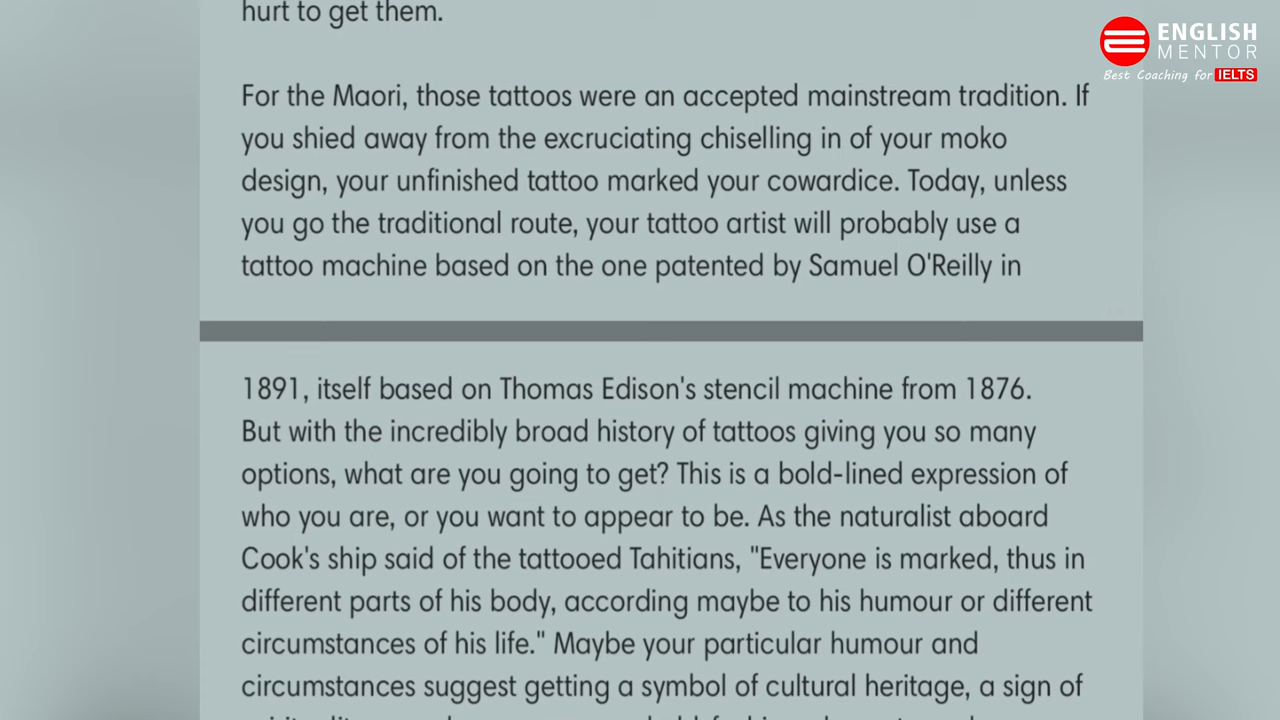 hurt to get them.
ENGLISH
MENTOR
Best Coaching for IELTS
For the Maori, those tattoos were an accepted mainstream tradition. If
you shied away from the excruciating chiselling in of your moko
design, your unfinished tattoo marked your cowardice. Today, unless
you go the traditional route, your tattoo artist will probably use a
tattoo machine based on the one patented by Samuel O'Reilly in
1891, itself based on Thomas Edison's stencil machine from 1876.
But with the incredibly broad history of tattoos giving you so many
options, what are you going to get? This is a bold-lined expression of
who you are, or you want to appear to be. As the naturalist aboard
Cook's ship said of the tattooed Tahitians, "Everyone is marked, thus in
different parts of his body, according maybe to his humour or different
circumstances of his life." Maybe your particular humour and
circumstances suggest getting a symbol of cultural heritage, a sign of